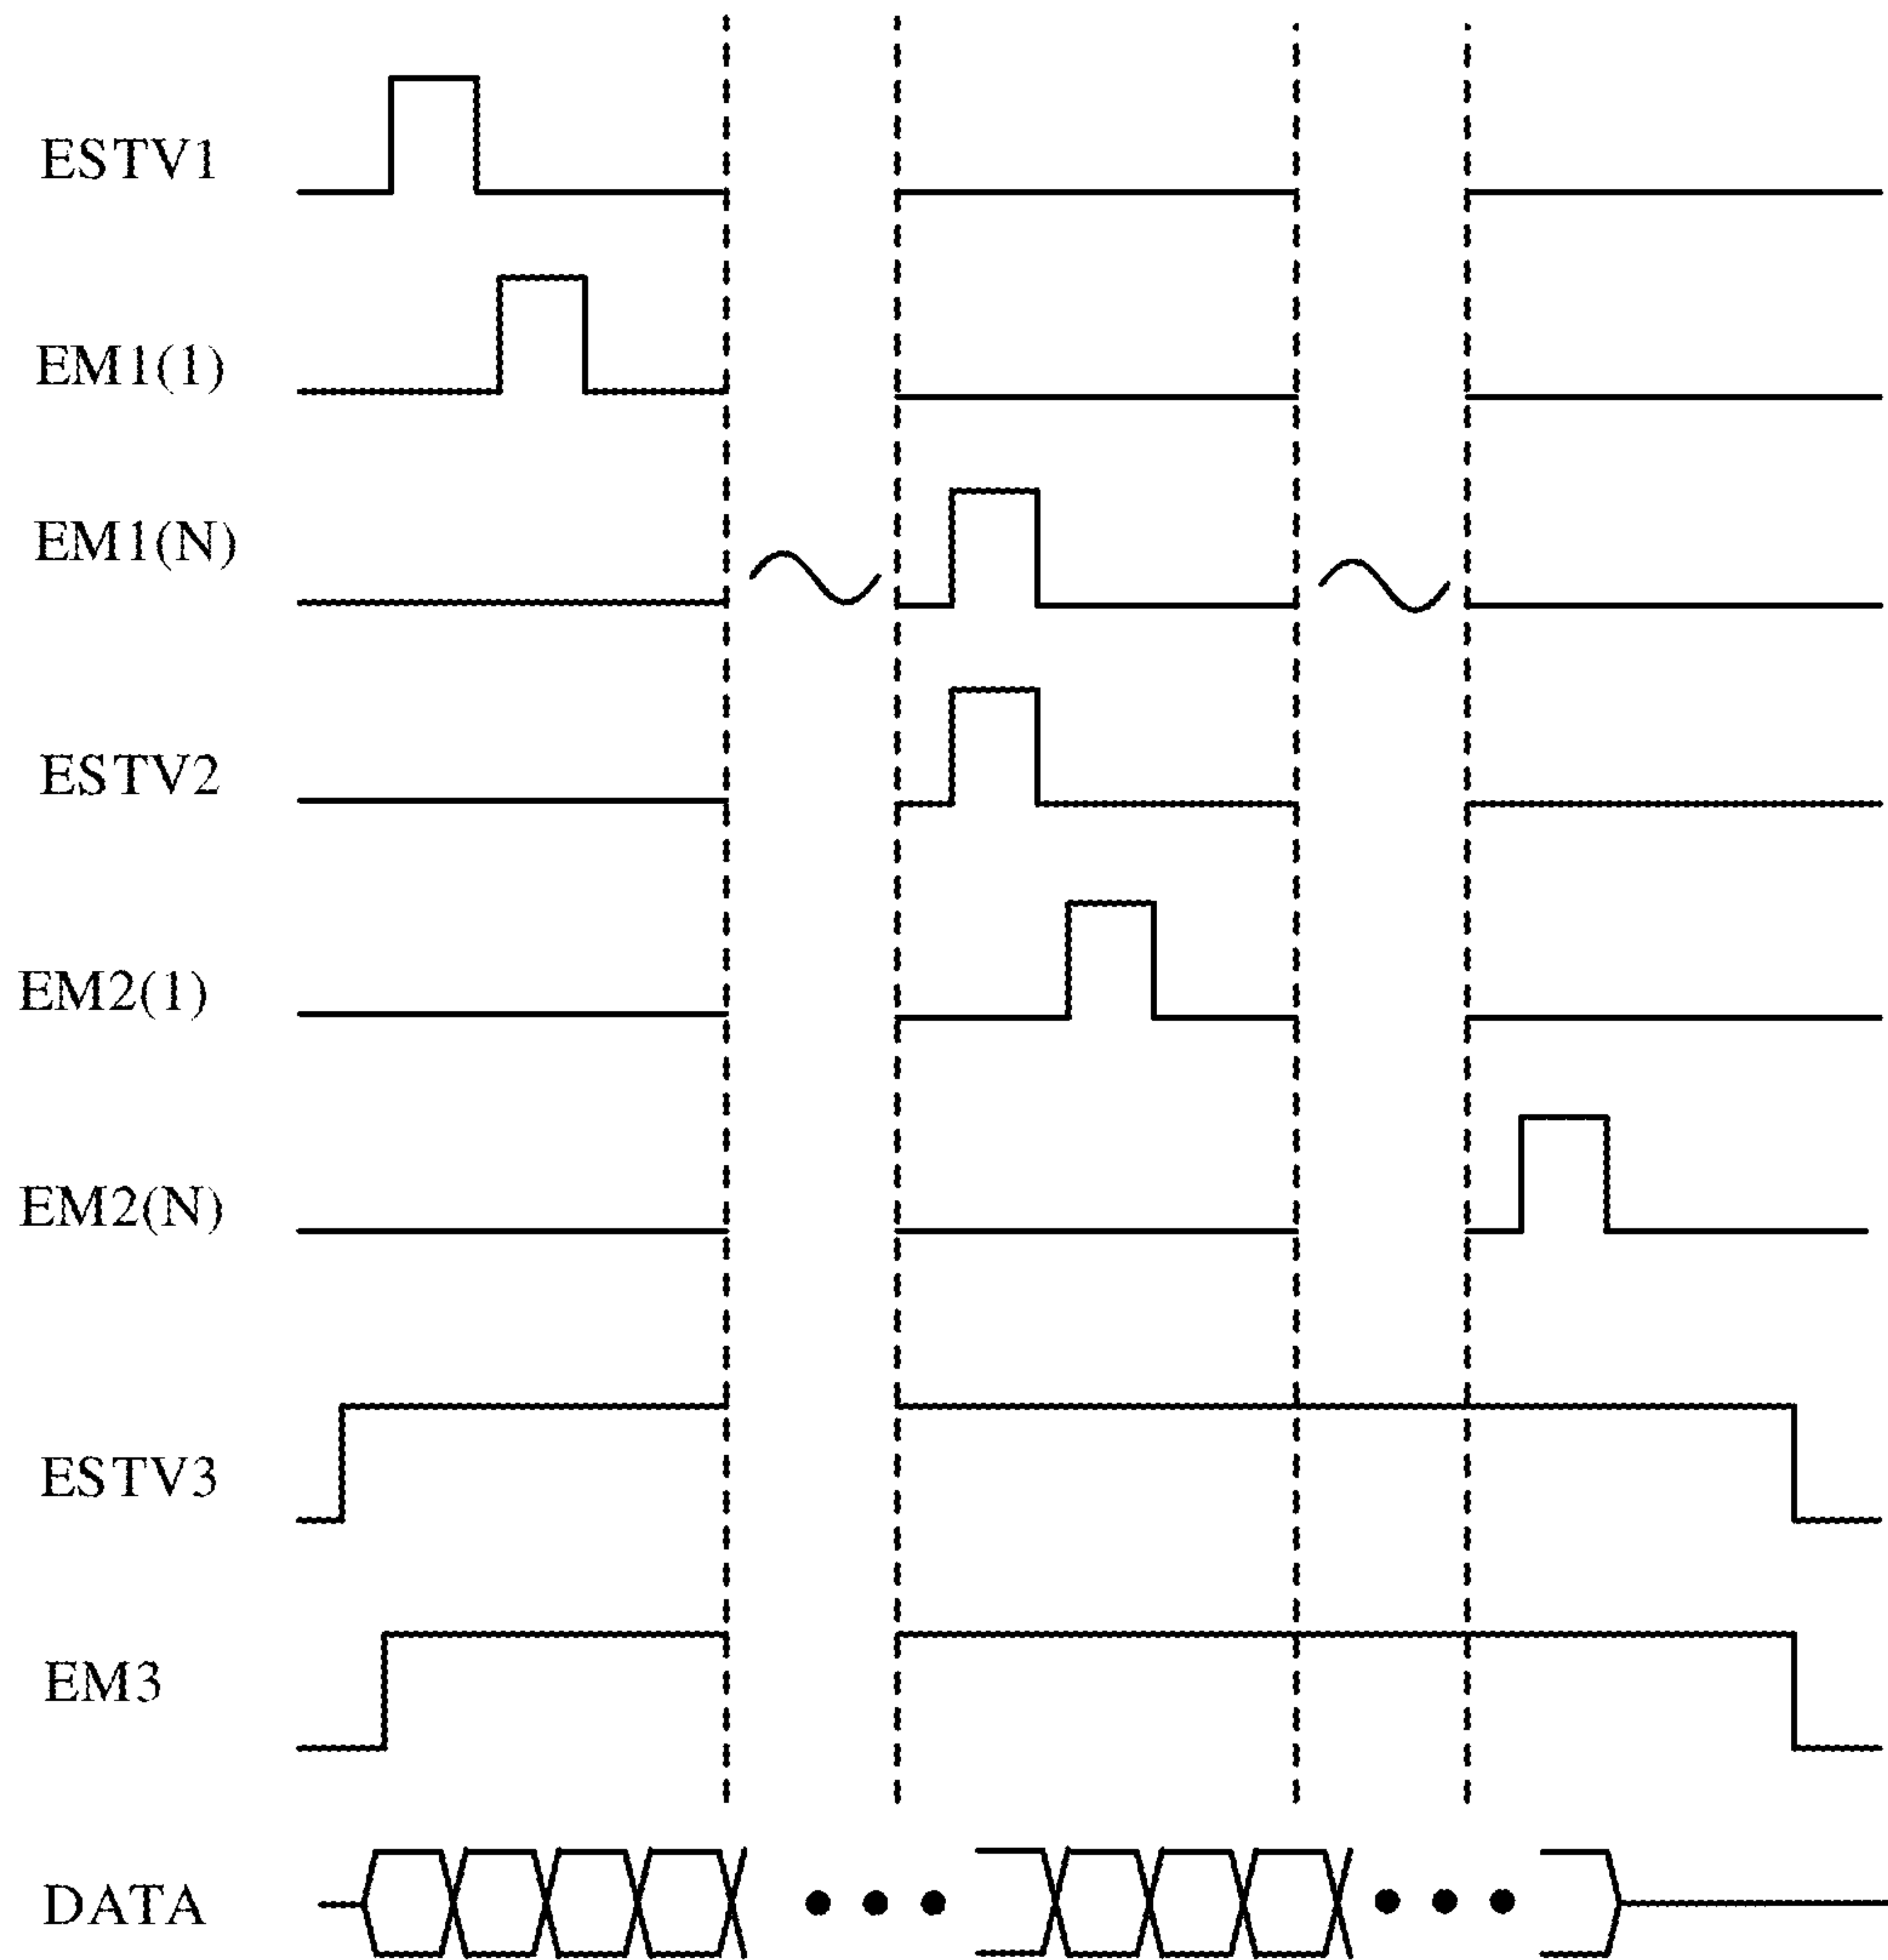 ESTV1
EM1(1)
EM1(N)
ESTV2
EM2(1)
EM2(N)
ESTV3
EM3
DATA